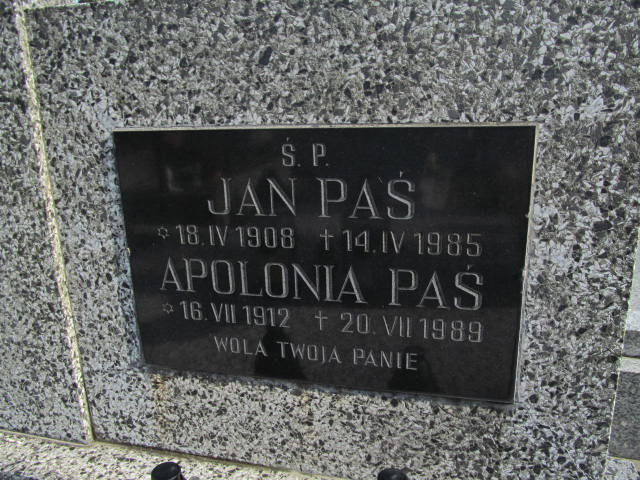 Ś. P.
JAN PAŚ
✡ 18. IV 1908 ✝ 14. IV 1985
APOLONIA PAŚ
✡ 16. VII 1912 ✝ 20. VII 1989
WOLA TWOJA PANIE